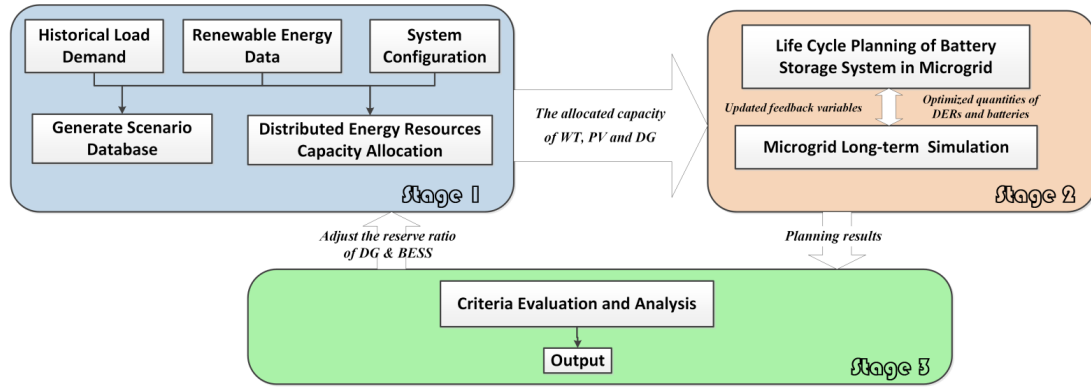 Historical Load
Demand
Renewable Energy
Data
System
Configuration
Generate Scenario
Database
Distributed Energy Resources
Capacity Allocation
Stage 1
The allocated capacity
of WT, PV and DG
Life Cycle Planning of Battery
Storage System in Microgrid
Updated feedback variables
Optimized quantities of
DERs and batteries
Microgrid Long-term Simulation
Stage 2
Adjust the reserve ratio
of DG & BESS
Planning results
Criteria Evaluation and Analysis
Output
Stage 3